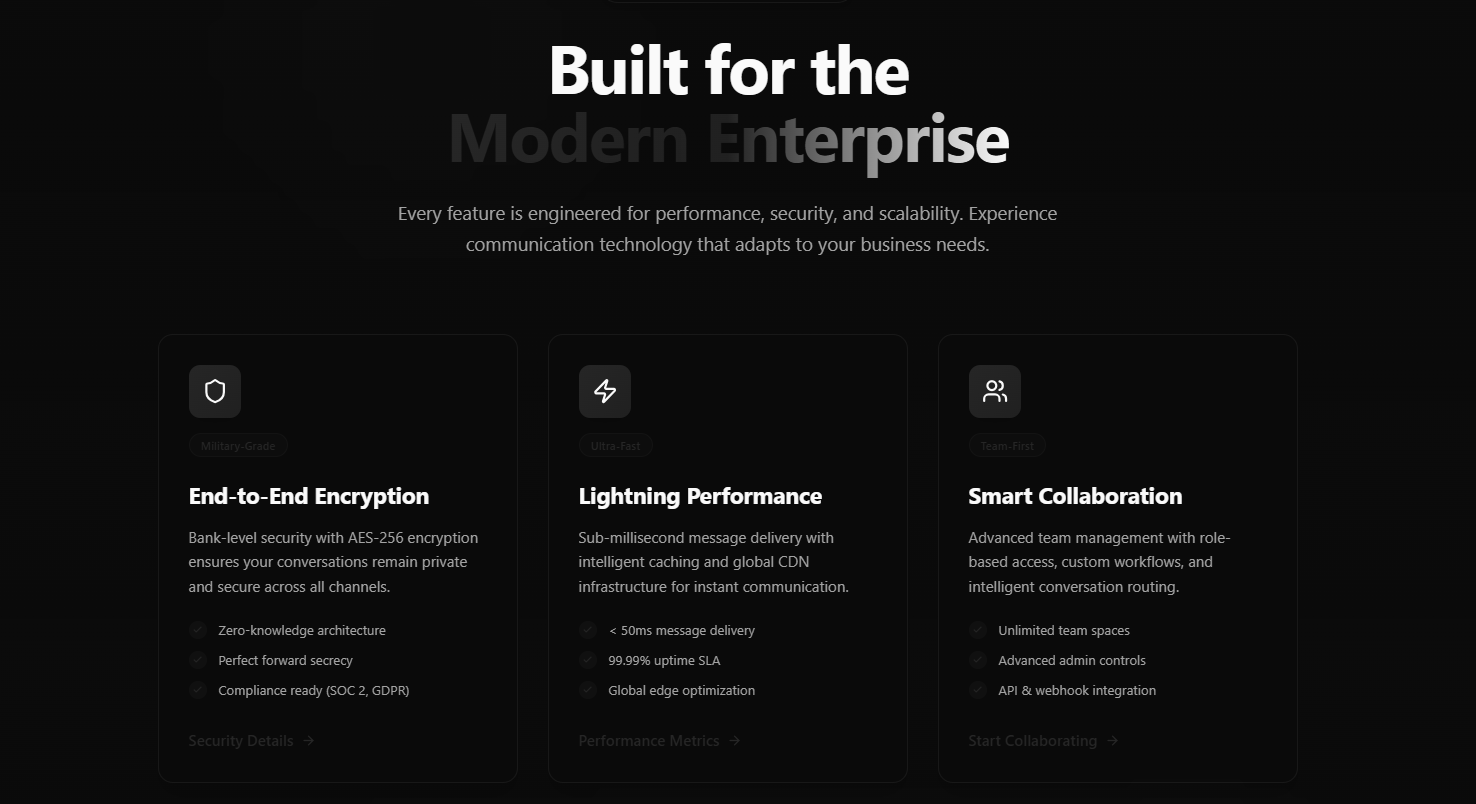 Built for the
Modern Enterprise
Every feature is engineered for performance, security, and scalability. Experience
communication technology that adapts to your business needs.
Military-Grade
End-to-End Encryption
Bank-level security with AES-256 encryption
ensures your conversations remain private
and secure across all channels.
Zero-knowledge architecture
Perfect forward secrecy
Compliance ready (SOC 2, GDPR)
Security Details →
Ultra-Fast
Lightning Performance
Sub-millisecond message delivery with
intelligent caching and global CDN
infrastructure for instant communication.
< 50ms message delivery
99.99% uptime SLA
Global edge optimization
Performance Metrics →
Team-First
Smart Collaboration
Advanced team management with role-
based access, custom workflows, and
intelligent conversation routing.
Unlimited team spaces
Advanced admin controls
API & webhook integration
Start Collaborating →